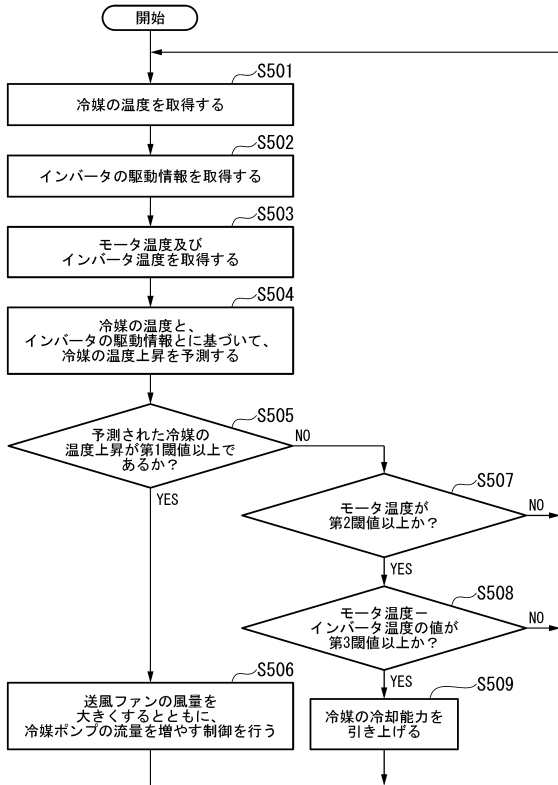 開始
S501
冷媒の温度を取得する
S502
インバータの駆動情報を取得する
S503
モータ温度及び
インバータ温度を取得する
S504
冷媒の温度と、
インバータの駆動情報とに基づいて、
冷媒の温度上昇を予測する
S505
予測された冷媒の
温度上昇が第1閾値以上で
あるか?
NO
YES
S507
モータ温度が
第2閾値以上か?
NO
YES
S508
モータ温度－
インバータ温度の値が
第3閾値以上か?
NO
YES
S506
送風ファンの風量を
大きくするとともに、
冷媒ポンプの流量を増やす制御を行う
S509
冷媒の冷却能力を
引き上げる